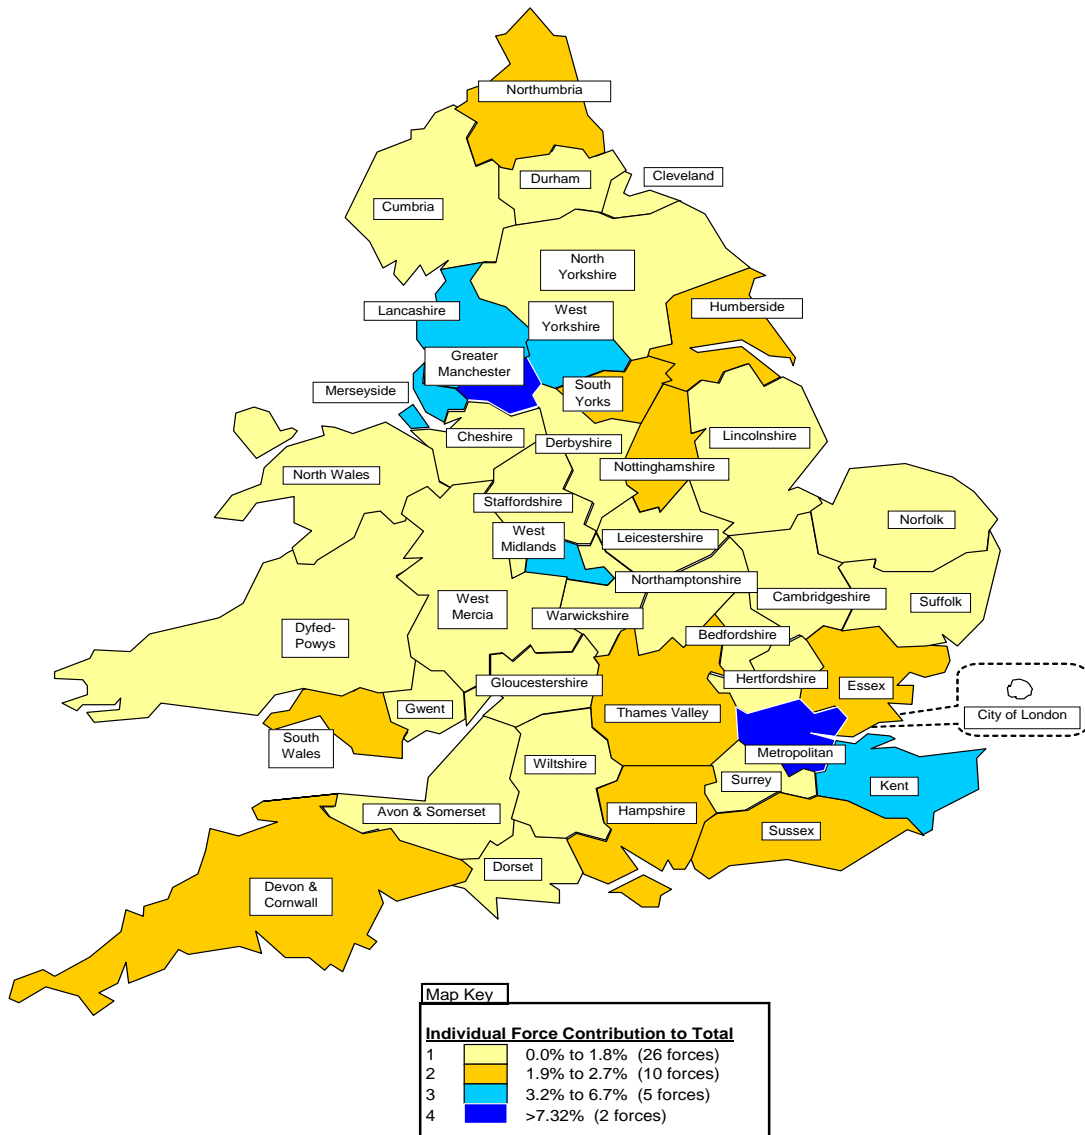 Northumbria
Durham
Cleveland
Cumbria
North
Yorkshire
Humberside
Lancashire
West
Yorkshire
Greater
Manchester
Merseyside
South
Yorks
Cheshire
Derbyshire
Lincolnshire
North Wales
Nottinghamshire
Staffordshire
Norfolk
West
Midlands
Leicestershire
Northamptonshire
Cambridgeshire
Suffolk
West
Mercia
Warwickshire
Dyfed-
Powys
Bedfordshire
Gloucestershire
Hertfordshire
Essex
Gwent
Thames Valley
City of London
South
Wales
Metropolitan
Wiltshire
Surrey
Kent
Avon & Somerset
Hampshire
Sussex
Dorset
Devon &
Cornwall
Map Key
Individual Force Contribution to Total
1 0.0% to 1.8% (26 forces)
2 1.9% to 2.7% (10 forces)
3 3.2% to 6.7% (5 forces)
4 >7.32% (2 forces)